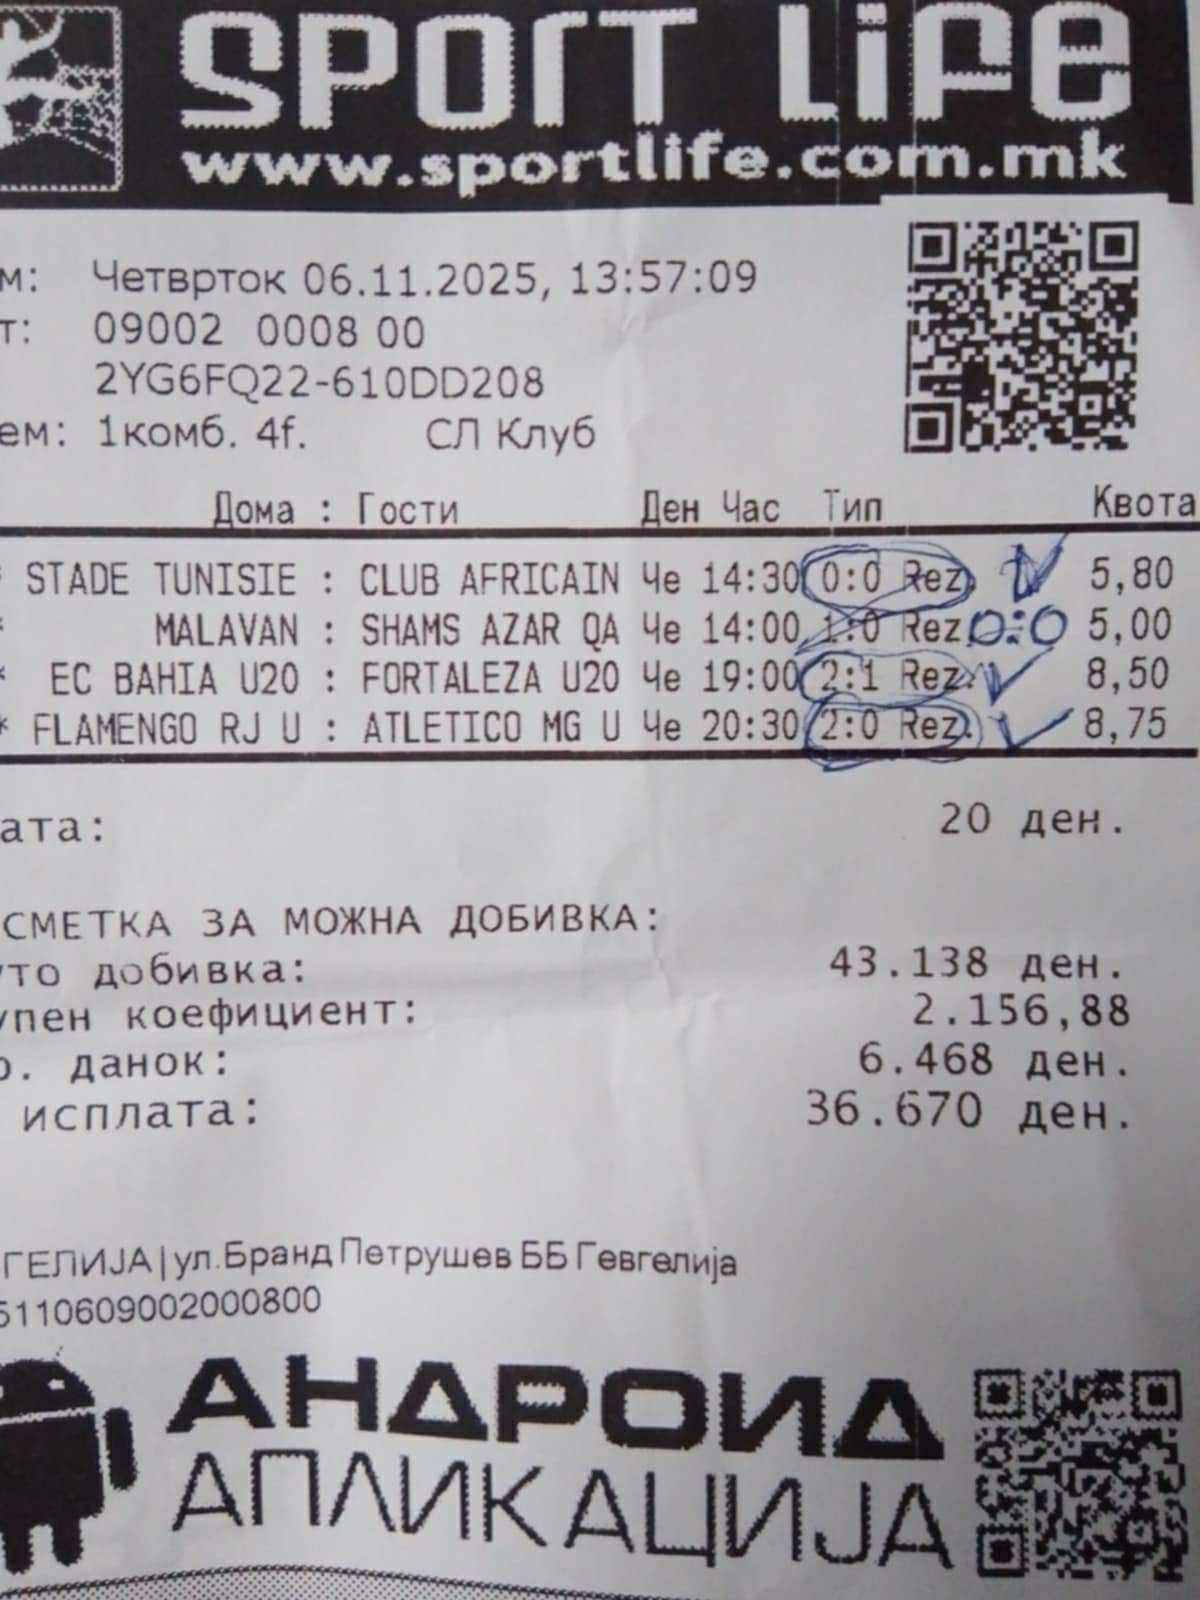 SPORT LIFE
www.sportlife.com.mk
м: Четврток 06.11.2025, 13:57:09
т: 09002 0008 00
2YG6FQ22-610DD208
ем: 1комб. 4f. СЛ Клуб
Дома : Гости Ден Час Тип Квота
* STADE TUNISIE : CLUB AFRICAIN Че 14:30 0:0 Rez. 5,80
* MALAVAN : SHAMS AZAR QA Че 14:00 1:0 Rez. 0:0 5,00
* EC BAHIA U20 : FORTALEZA U20 Че 19:00 2:1 Rez. 8,50
* FLAMENGO RJ U : ATLETICO MG U Че 20:30 2:0 Rez. 8,75
ата: 20 ден.
СМЕТКА ЗА МОЖНА ДОБИВКА:
уто добивка: 43.138 ден.
упен коефициент: 2.156,88
р. данок: 6.468 ден.
исплата: 36.670 ден.
ГЕЛИЈА|ул.Бранд Петрушев ББ Гевгелија
5110609002000800
АНДРОИД
АПЛИКАЦИЈА